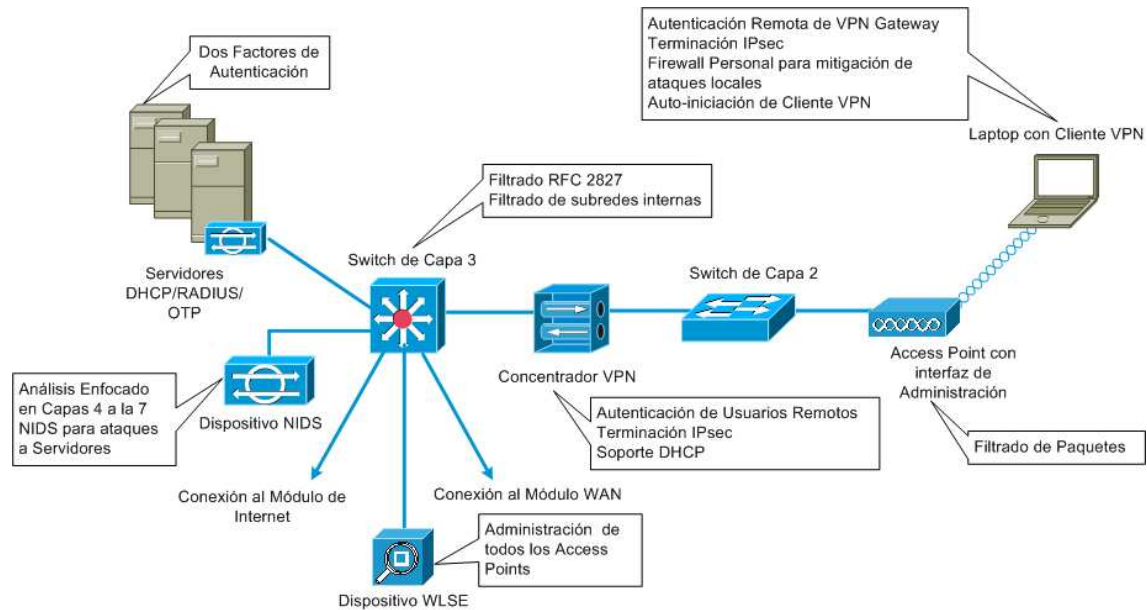 Dos Factores de
Autenticación
Autenticación Remota de VPN Gateway
Terminación IPsec
Firewall Personal para mitigación de
ataques locales
Auto-iniciación de Cliente VPN
Laptop con Cliente VPN
Filtrado RFC 2827
Filtrado de subredes internas
Servidores
DHCP/RADIUS/
OTP
Switch de Capa 3
Switch de Capa 2
Concentrador VPN
Access Point con
interfaz de
Administración
Análisis Enfocado
en Capas 4 a la 7
NIDS para ataques
a Servidores
Dispositivo NIDS
Autenticación de Usuarios Remotos
Terminación IPsec
Soporte DHCP
Filtrado de Paquetes
Conexión al Módulo de
Internet
Conexión al Módulo WAN
Administración de
todos los Access
Points
Dispositivo WLSE